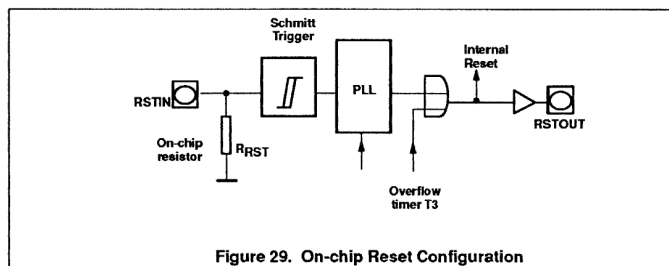 Schmitt
Trigger
Internal
Reset
PLL
RSTIN
RSTOUT
On-chip
resistor
RRST
Overflow
timer T3
Figure 29. On-chip Reset Configuration